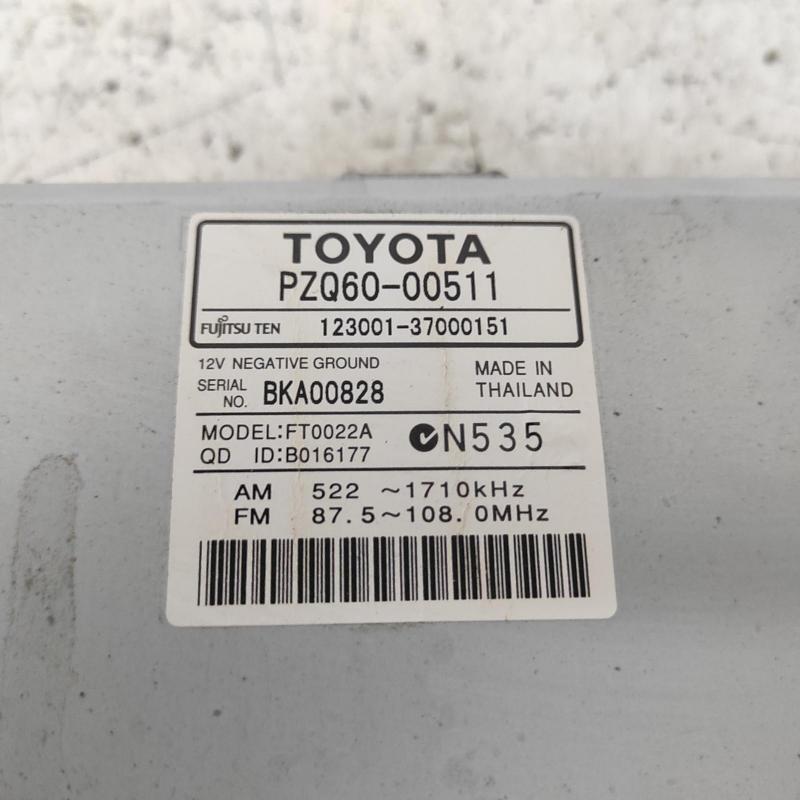 TOYOTA
PZQ60-00511
FUJITSU TEN 123001-37000151
12V NEGATIVE GROUND
MADE IN THAILAND
SERIAL NO. BKA00828
MODEL:FT0022A
QD ID:B016177
N535
AM 522 ~1710kHz
FM 87.5~108.0MHz